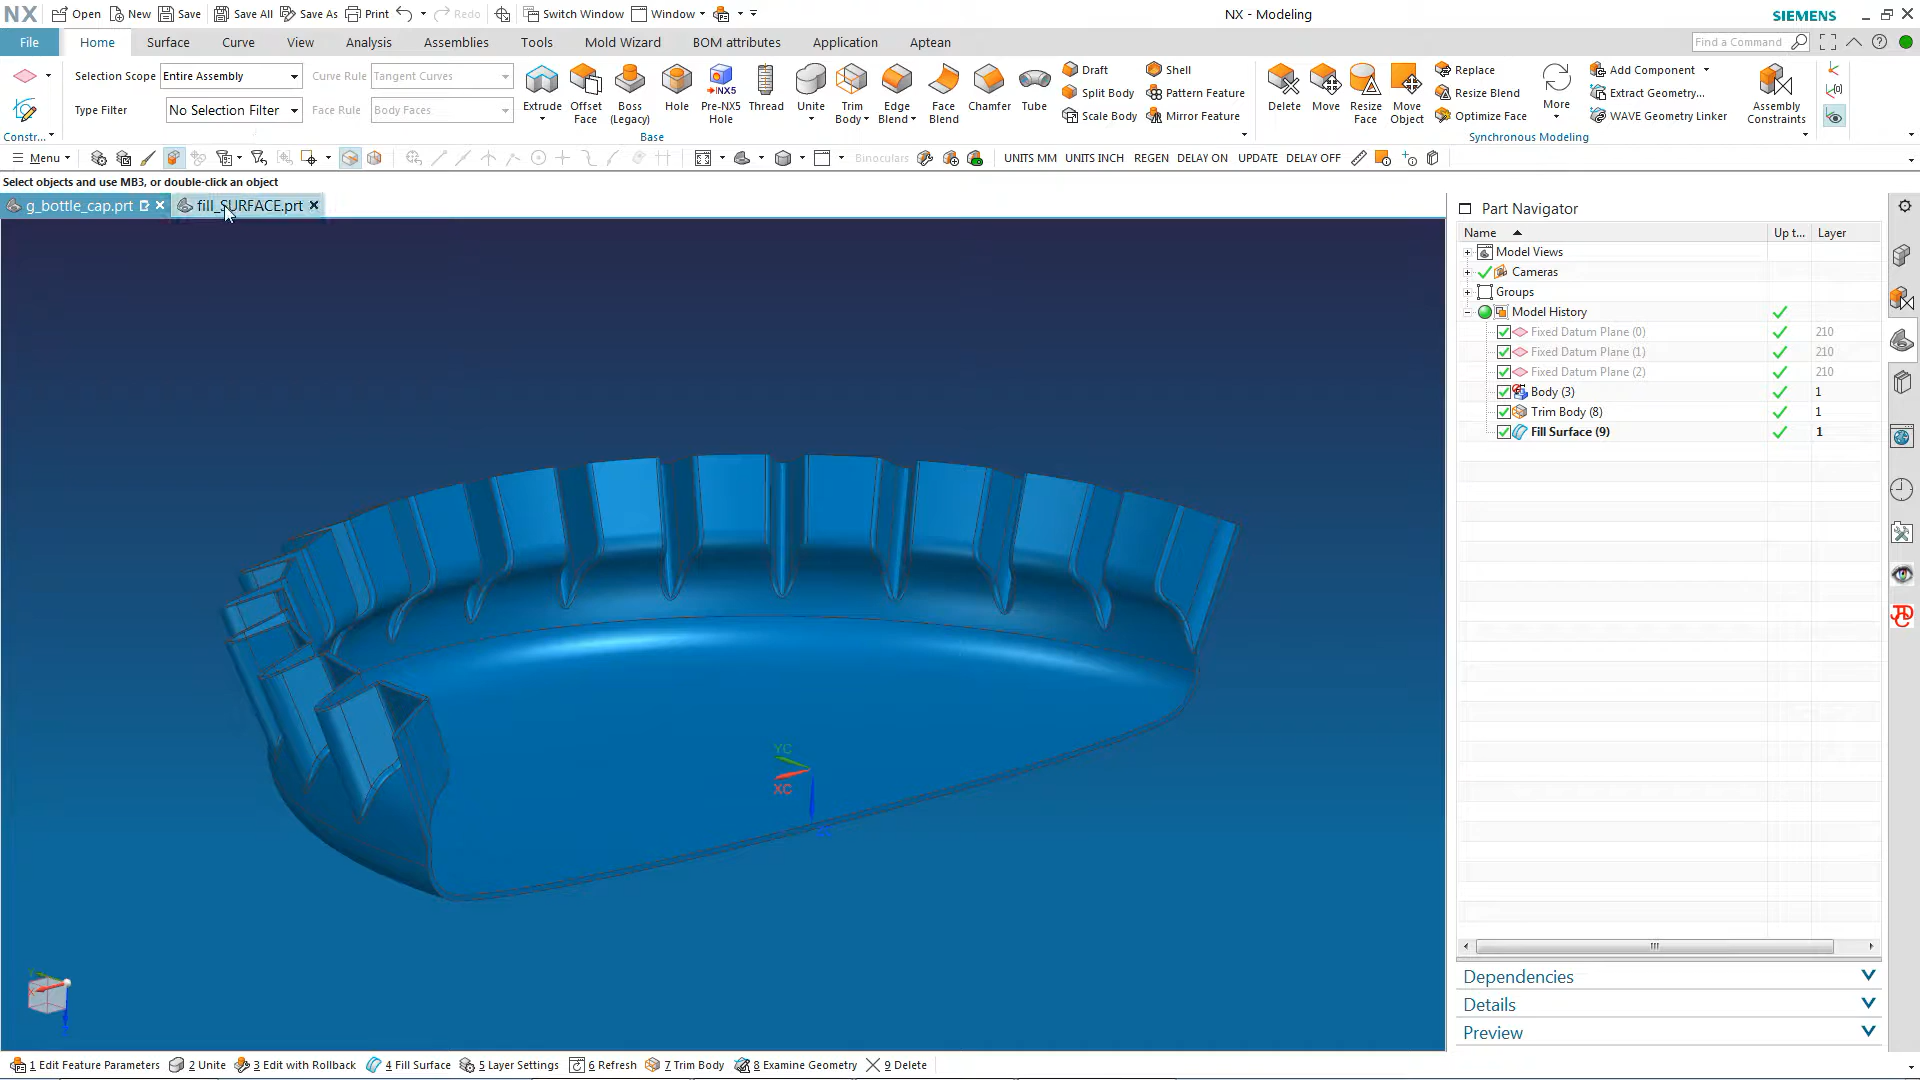 NX Open New Save Save All Save As Print Redo Switch Window Window NX - Modeling SIEMENS
File Home Surface Curve View Analysis Assemblies Tools Mold Wizard BOM attributes Application Aptean Find a Command
Selection Scope Entire Assembly Curve Rule Tangent Curves
Type Filter No Selection Filter Face Rule Body Faces
Constr...
Extrude
Offset
Face
Boss
(Legacy)
Hole
NX5
Pre-NX5
Hole
Thread
Unite
Trim
Body
Edge
Blend
Face
Blend
Chamfer
Tube
Draft
Split Body
Scale Body
Shell
Pattern Feature
Mirror Feature
Base
Delete
Move
Resize
Face
Move
Object
Replace
Resize Blend
Optimize Face
More
Synchronous Modeling
Add Component
Extract Geometry...
WAVE Geometry Linker
Assembly
Constraints
Menu Binoculars UNITS MM UNITS INCH REGEN DELAY ON UPDATE DELAY OFF
Select objects and use MB3, or double-click an object
g_bottle_cap.prt fill_SURFACE.prt
Part Navigator
Name Up t... Layer
Model Views
Cameras
Groups
Model History
Fixed Datum Plane (0) 210
Fixed Datum Plane (1) 210
Fixed Datum Plane (2) 210
Body (3) 1
Trim Body (8) 1
Fill Surface (9) 1
YC
XC
Dependencies
Details
Preview
1 Edit Feature Parameters 2 Unite 3 Edit with Rollback 4 Fill Surface 5 Layer Settings 6 Refresh 7 Trim Body 8 Examine Geometry 9 Delete